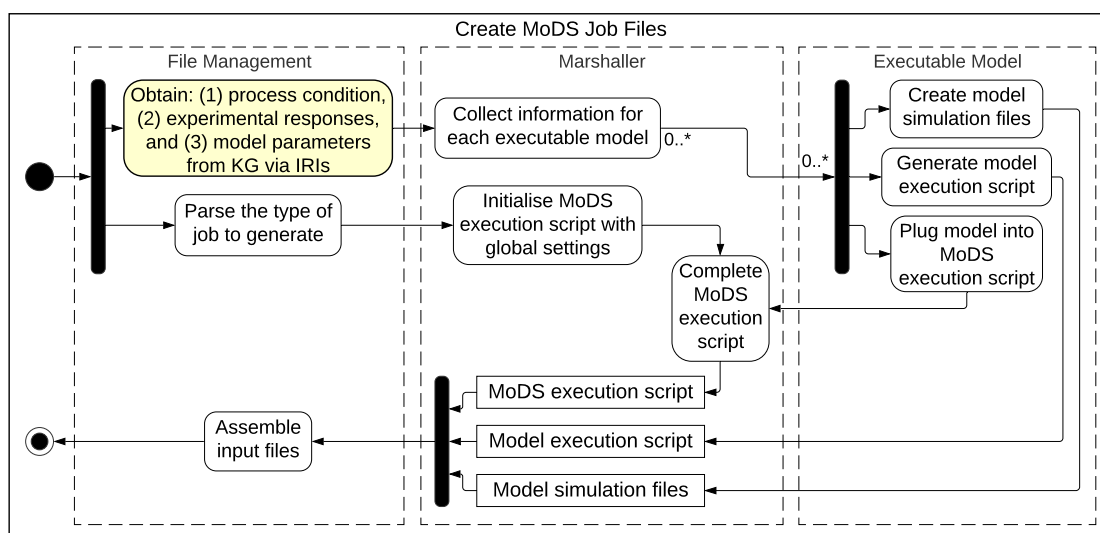 Create MoDS Job Files
File Management
Marshaller
Executable Model
Obtain: (1) process condition,
(2) experimental responses,
and (3) model parameters
from KG via IRIs
Collect information for
each executable model
0..*
0..*
Create model
simulation files
Generate model
execution script
Parse the type of
job to generate
Initialise MoDS
execution script with
global settings
Plug model into
MoDS
execution script
Complete
MoDS
execution
script
MoDS execution script
Assemble
input files
Model execution script
Model simulation files